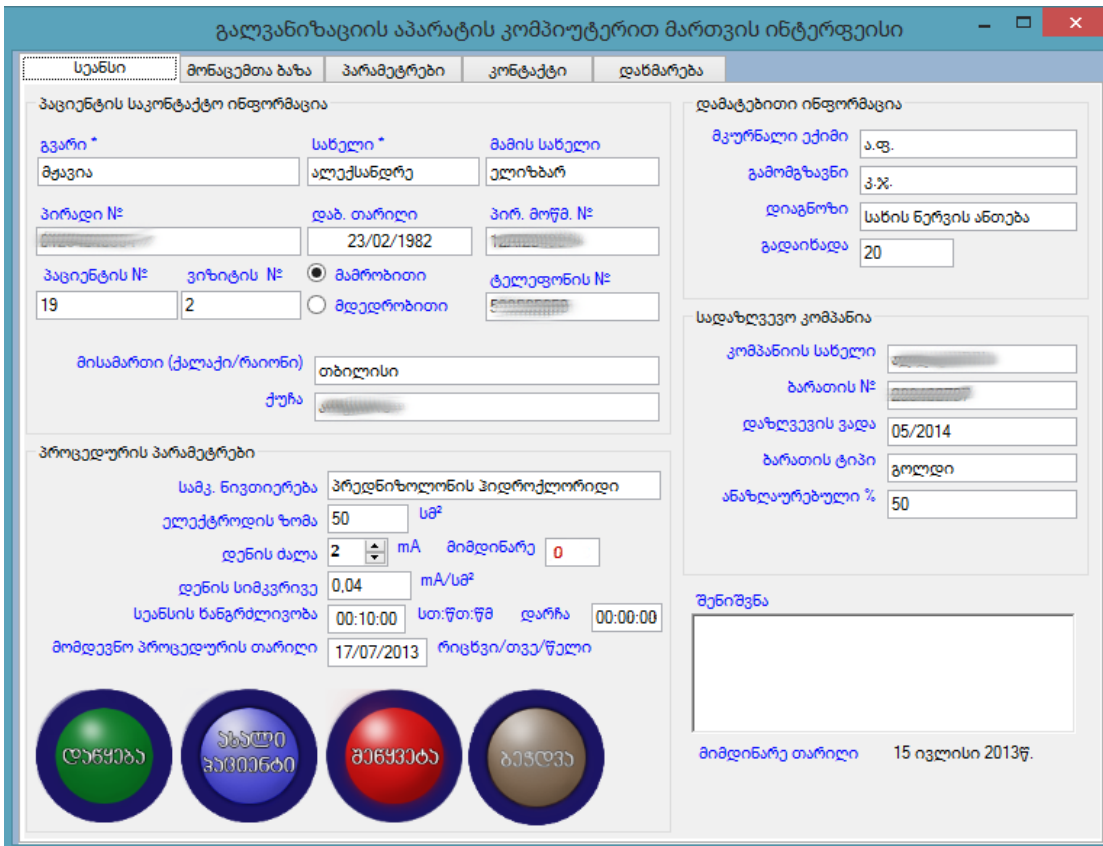 გალვანიზაციის აპარატის კომპიუტერით მართვის ინტერფეისი
სეანსი მონაცემთა ბაზა პარამეტრები კონტაქტი დახმარება
პაციენტის საკონტაქტო ინფორმაცია
გვარი * სახელი * მამის სახელი
მჟავია ალექსანდრე ელიზბარ
პირადი № დაბ. თარიღი პირ. მოწმ. №
23/02/1982
პაციენტის № ვიზიტის № მამრობითი ტელეფონის №
19 2 მდედრობითი
მისამართი (ქალაქი/რაიონი) თბილისი
ქუჩა
პროცედურის პარამეტრები
სამკ. ნივთიერება პრედნიზოლონის ჰიდროქლორიდი
ელექტროდის ზომა 50 სმ²
დენის ძალა 2 mA მიმდინარე 0
დენის სიმკვრივე 0,04 mA/სმ²
სეანსის ხანგრძლივობა 00:10:00 სთ:წთ:წმ დარჩა 00:00:00
მომდევნო პროცედურის თარიღი 17/07/2013 რიცხვი/თვე/წელი
დაწყება ახალი პაციენტი შეწყვეტა ბეჭდვა
დამატებითი ინფორმაცია
მკურნალი ექიმი ა.ფ.
გამომგზავნი კ.ჯ.
დიაგნოზი სახის ნერვის ანთება
გადაიხადა 20
სადაზღვევო კომპანია
კომპანიის სახელი
ბარათის №
დაზღვევის ვადა 05/2014
ბარათის ტიპი გოლდი
ანაზღაურებული % 50
შენიშვნა
მიმდინარე თარიღი 15 ივლისი 2013წ.